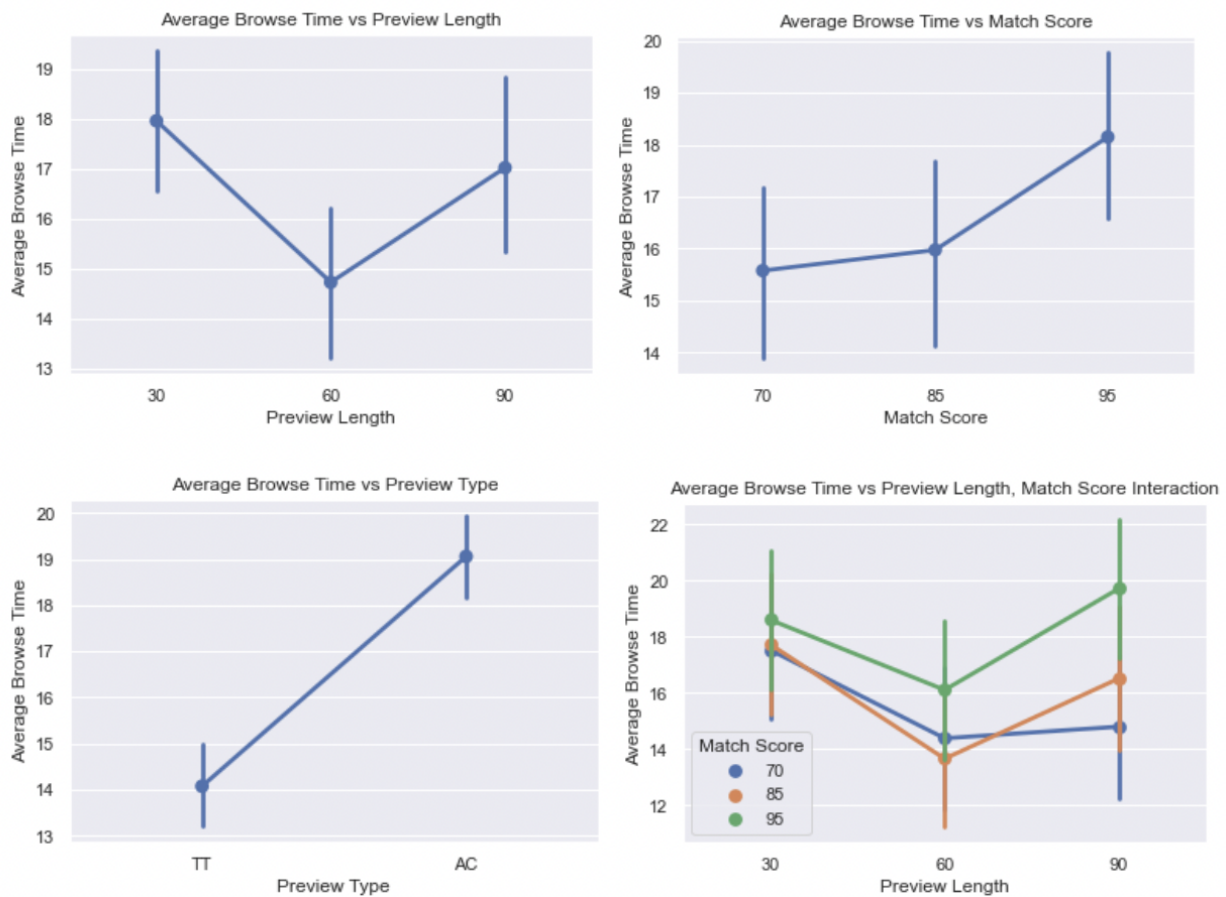 Average Browse Time vs Preview Length
Average Browse Time
19
18
17
16
15
14
13
30 60 90
Preview Length
Average Browse Time vs Match Score
Average Browse Time
20
19
18
17
16
15
14
70 85 95
Match Score
Average Browse Time vs Preview Type
Average Browse Time
20
19
18
17
16
15
14
13
TT AC
Preview Type
Average Browse Time vs Preview Length, Match Score Interaction
Average Browse Time
22
20
18
16
14
12
Match Score
70
85
95
30 60 90
Preview Length